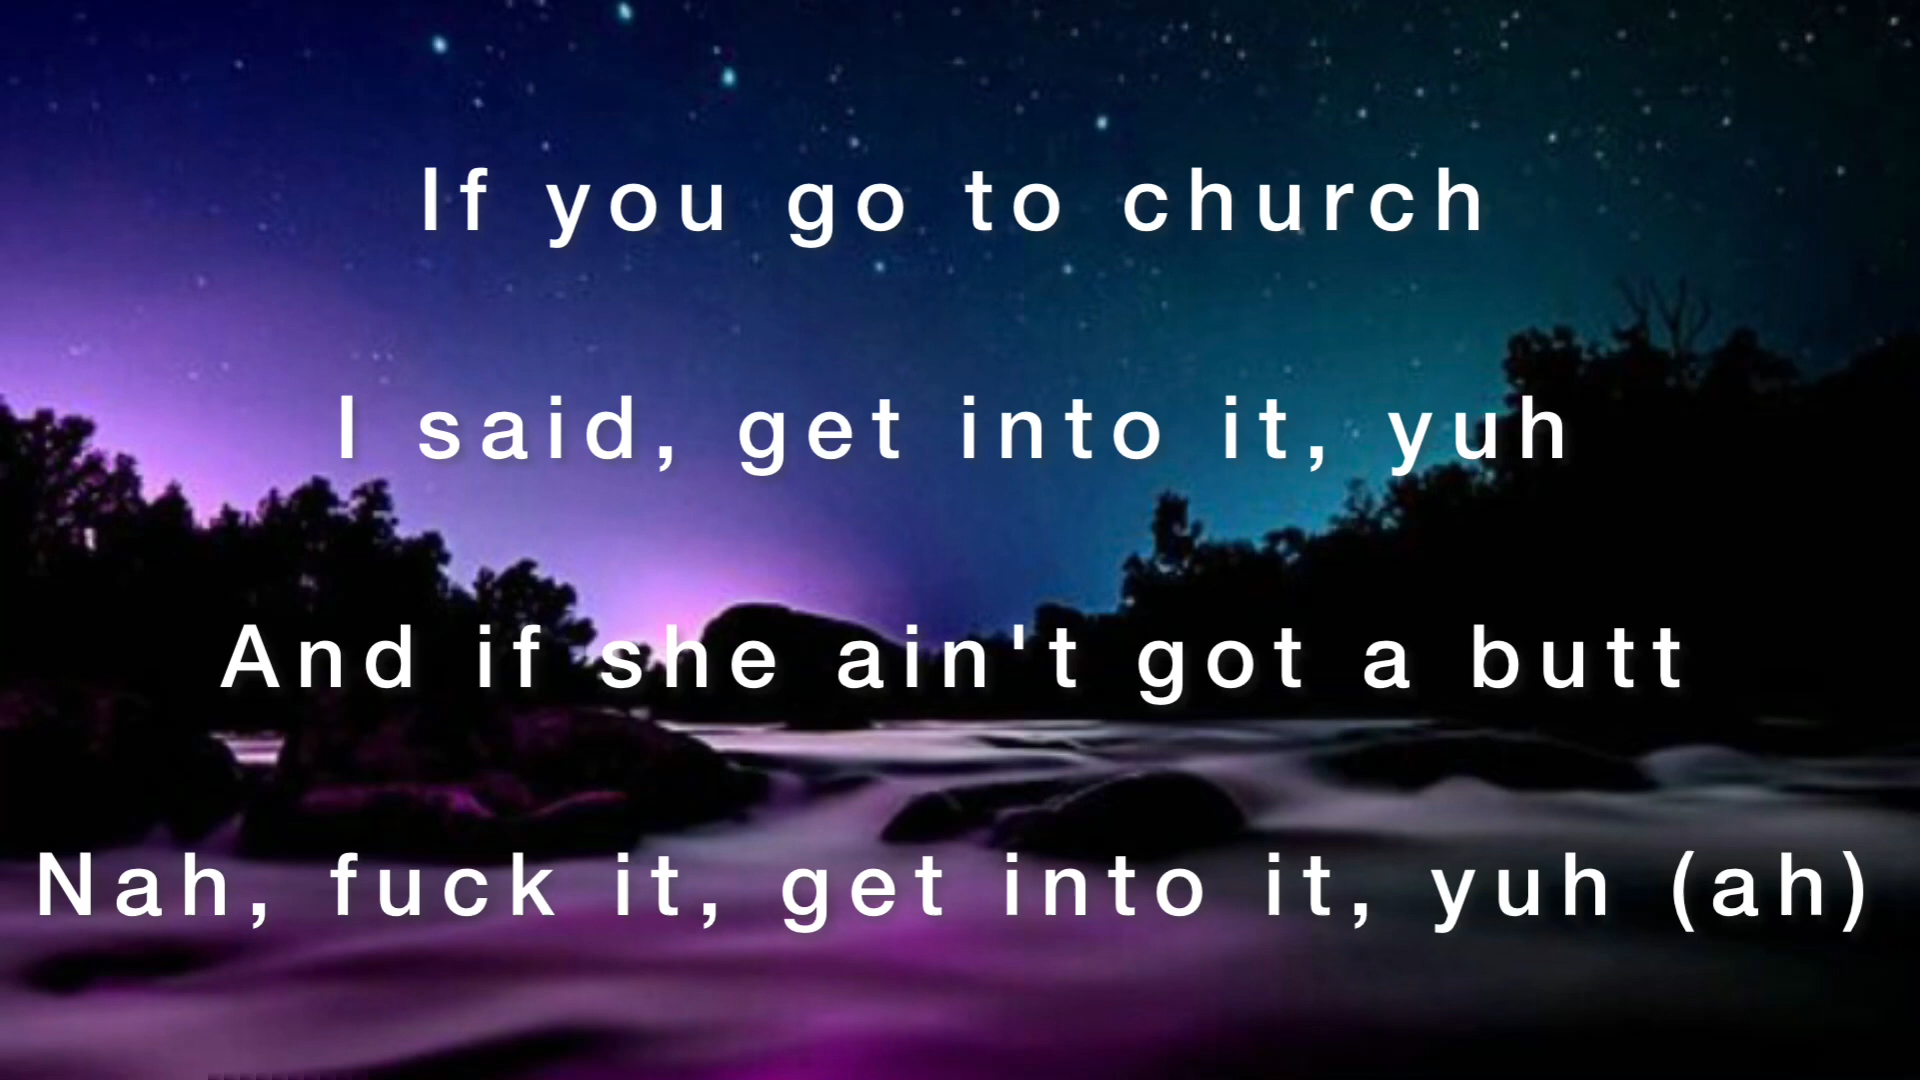 If you go to church
I said, get into it, yuh
And if she ain't got a butt
Nah, fuck it, get into it, yuh (ah)